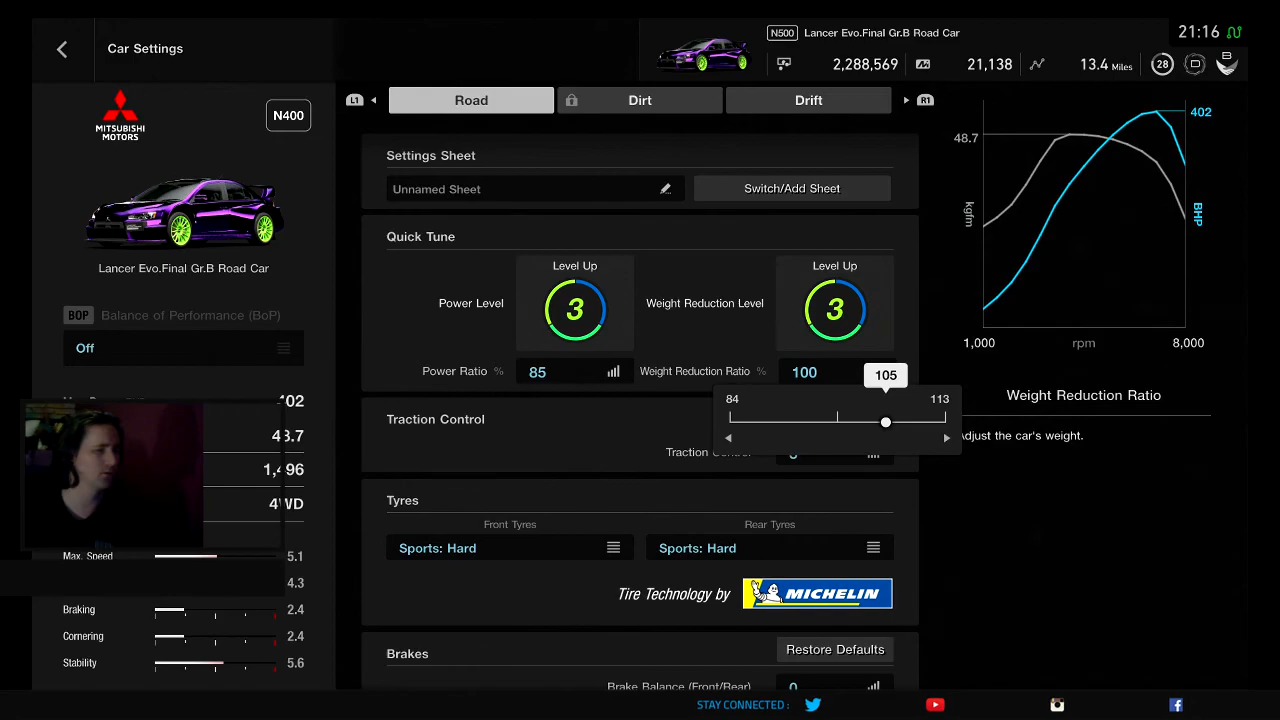 Car Settings
N500 Lancer Evo.Final Gr.B Road Car
21:16
2,288,569 21,138 13.4 Miles 28 B
MITSUBISHI
MOTORS
N400
L1 Road Dirt Drift R1
Settings Sheet
Unnamed Sheet Switch/Add Sheet
Quick Tune
Level Up Level Up
Power Level 3 Weight Reduction Level 3
Power Ratio % 85 Weight Reduction Ratio % 100
105
84 113
Traction Control
Traction Control
Tyres
Front Tyres Rear Tyres
Sports: Hard Sports: Hard
Tire Technology by MICHELIN
Brakes Restore Defaults
Brake Balance (Front/Rear) 0
Lancer Evo.Final Gr.B Road Car
BOP Balance of Performance (BoP)
Off
402
48.7
1,496
4WD
Max. Speed 5.1
4.3
Braking 2.4
Cornering 2.4
Stability 5.6
402
48.7
kgfm
BHP
1,000 rpm 8,000
Weight Reduction Ratio
Adjust the car's weight.
STAY CONNECTED :